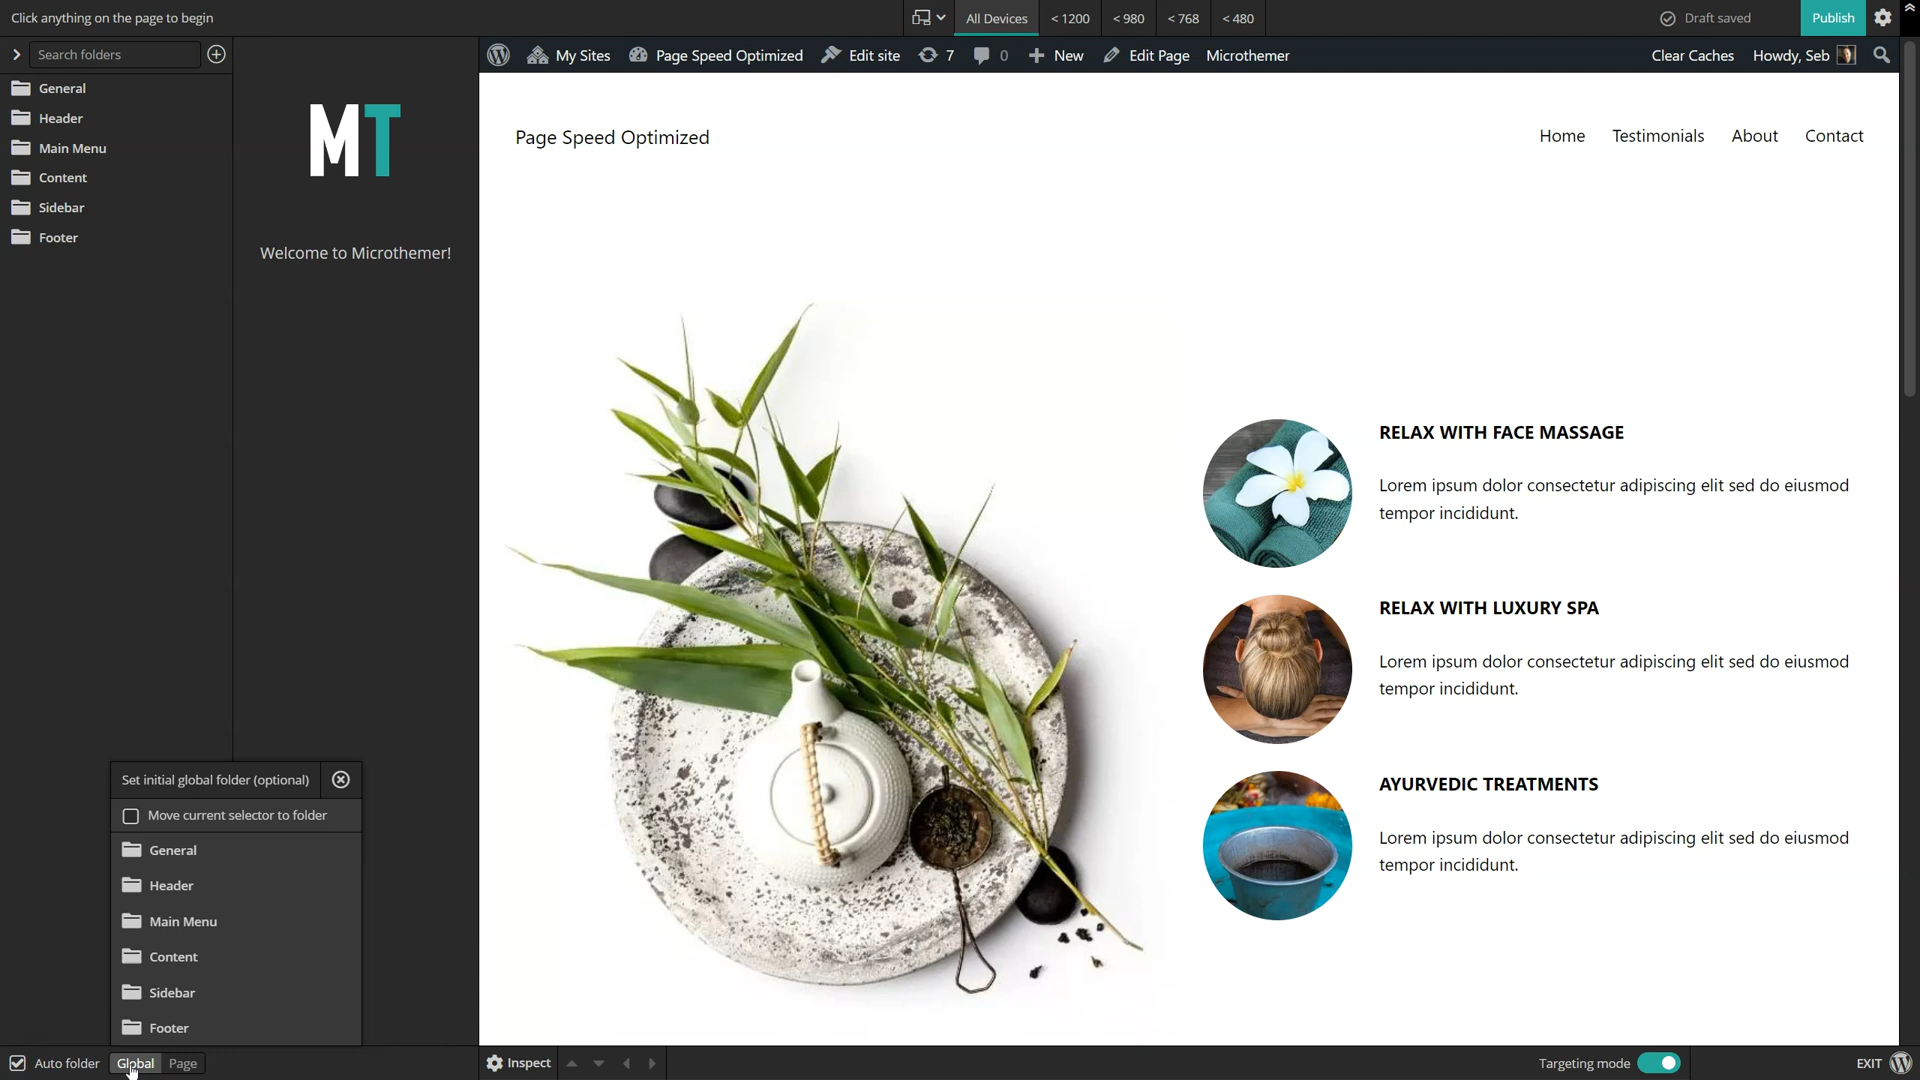 Click anything on the page to begin
All Devices
< 1200
< 980
< 768
< 480
Draft saved
Publish
Search folders
My Sites
Page Speed Optimized
Edit site
7
0
New
Edit Page
Microthemer
Clear Caches
Howdy, Seb
General
Header
Main Menu
Content
Sidebar
Footer
MT
Welcome to Microthemer!
Page Speed Optimized
Home
Testimonials
About
Contact
RELAX WITH FACE MASSAGE
Lorem ipsum dolor consectetur adipiscing elit sed do eiusmod
tempor incididunt.
RELAX WITH LUXURY SPA
Lorem ipsum dolor consectetur adipiscing elit sed do eiusmod
tempor incididunt.
AYURVEDIC TREATMENTS
Lorem ipsum dolor consectetur adipiscing elit sed do eiusmod
tempor incididunt.
Set initial global folder (optional)
Move current selector to folder
General
Header
Main Menu
Content
Sidebar
Footer
Auto folder
Global
Page
Inspect
Targeting mode
EXIT